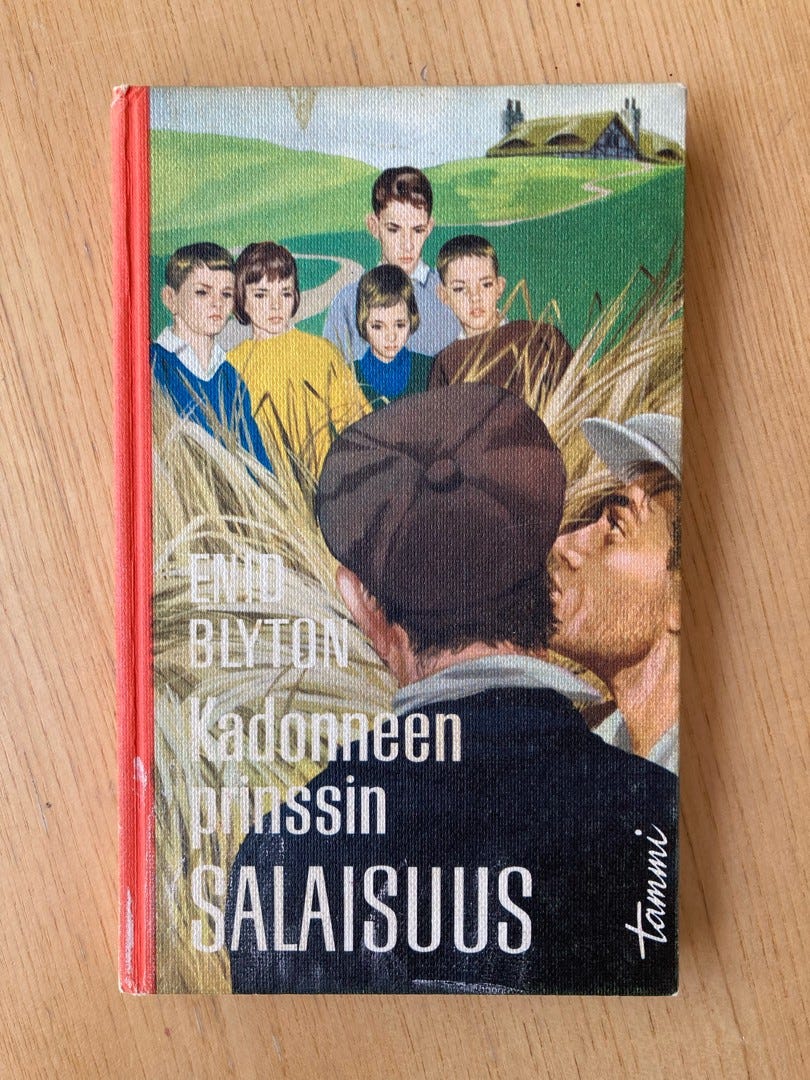 ENID
BLYTON
Kadonneen
prinssin
SALAISUUS
tammi